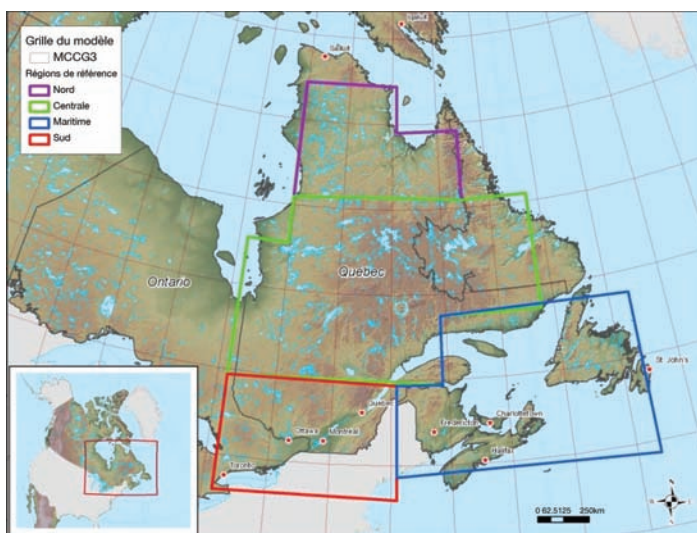 Grille du modèle
MCCG3
Régions de référence
Nord
Centrale
Maritime
Sud
Salluit
Ontario
Québec
St. John's
Québec
Ottawa
Montréal
Toronto
Fredericton
Charlottetown
Halifax
0 62.5125 250km
N